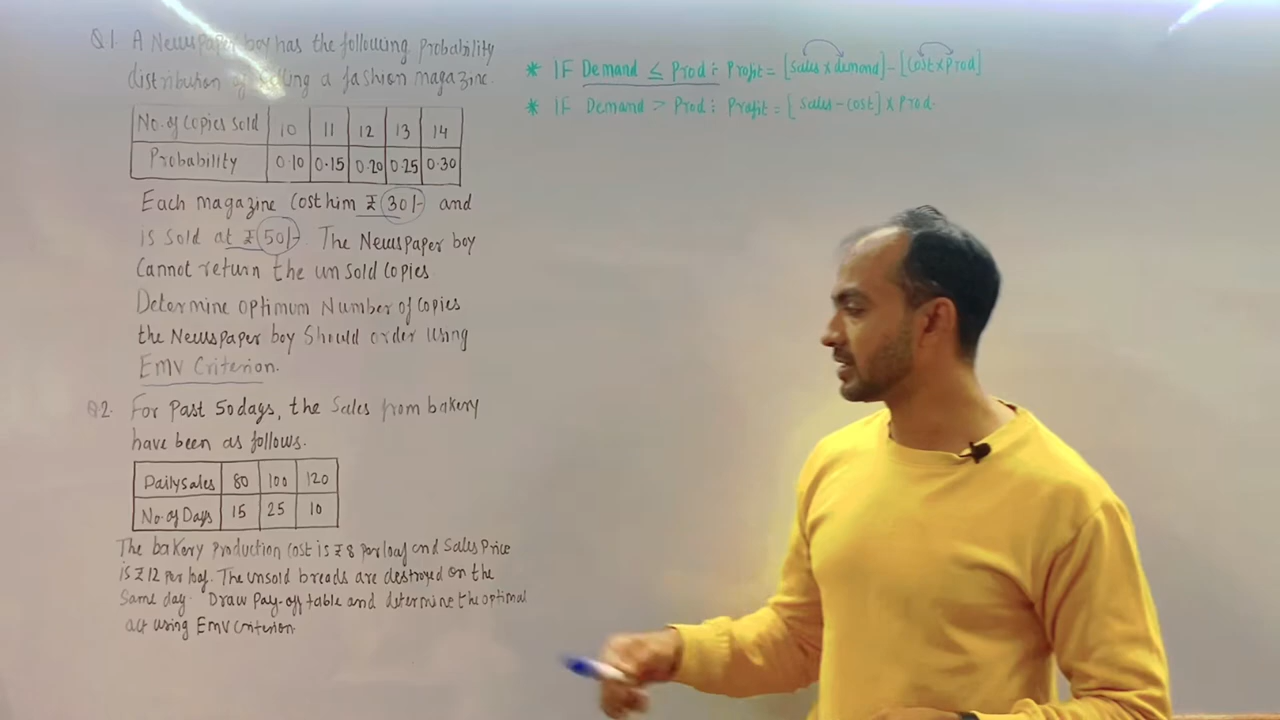 Q1. A Newspaper boy has the following Probability
distribution of selling a fashion magazine.
No. of Copies Sold 10 11 12 13 14
Probability 0.10 0.15 0.20 0.25 0.30
Each magazine Cost him ₹ 30/- and
is Sold at ₹ 50/-. The Newspaper boy
Cannot return the unsold Copies.
Determine optimum Number of Copies
the Newspaper boy Should order Using
EMV Criterion.
Q2. For Past 50 days, the Sales from bakery
have been as follows.
Daily Sales 80 100 120
No. of Days 15 25 10
The bakery Production Cost is ₹ 8 Per loaf and Sales Price
is ₹ 12 Per loaf. The unsold breads are destroyed on the
Same day. Draw Pay-off table and determine the optimal
act using EMV Criterion.
* IF Demand ≤ Prod : Profit = [Sales x demand] - [Cost x Prod]
* IF Demand > Prod : Profit = [Sales - Cost] x Prod.